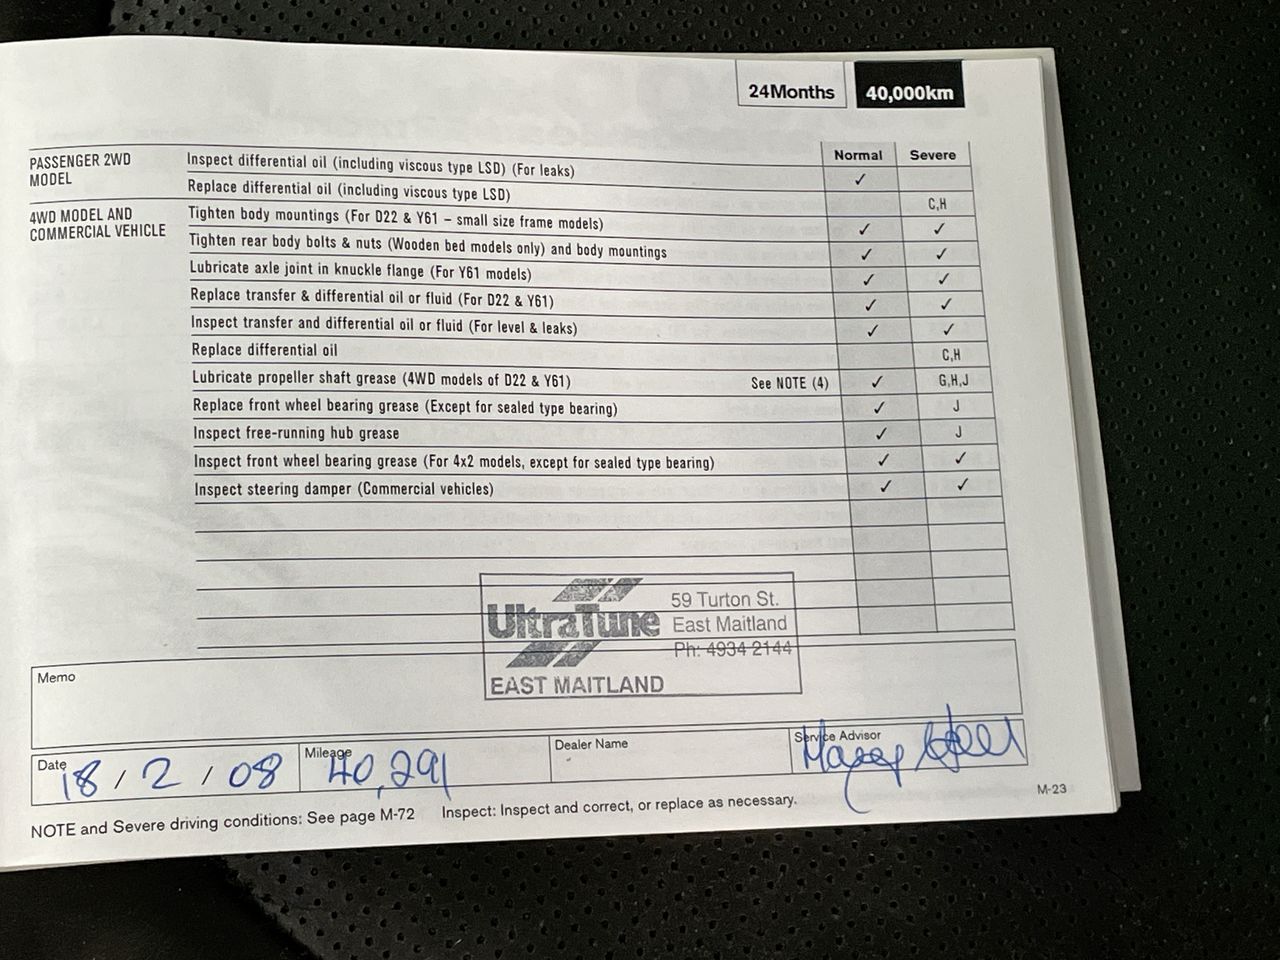 24Months 40,000km
Normal Severe
PASSENGER 2WD
MODEL
Inspect differential oil (including viscous type LSD) (For leaks) ✓
Replace differential oil (including viscous type LSD) C,H
4WD MODEL AND
COMMERCIAL VEHICLE
Tighten body mountings (For D22 & Y61 – small size frame models) ✓ ✓
Tighten rear body bolts & nuts (Wooden bed models only) and body mountings ✓ ✓
Lubricate axle joint in knuckle flange (For Y61 models) ✓ ✓
Replace transfer & differential oil or fluid (For D22 & Y61) ✓ ✓
Inspect transfer and differential oil or fluid (For level & leaks) ✓ ✓
Replace differential oil C,H
Lubricate propeller shaft grease (4WD models of D22 & Y61) See NOTE (4) ✓ G,H,J
Replace front wheel bearing grease (Except for sealed type bearing) ✓ J
Inspect free-running hub grease ✓ J
Inspect front wheel bearing grease (For 4x2 models, except for sealed type bearing) ✓ ✓
Inspect steering damper (Commercial vehicles) ✓ ✓
UltraTune
EAST MAITLAND
59 Turton St.
East Maitland
Ph: 4934 2144
Memo
Date 18/2/08
Mileage 40,291
Dealer Name
Service Advisor
NOTE and Severe driving conditions: See page M-72 Inspect: Inspect and correct, or replace as necessary.
M-23